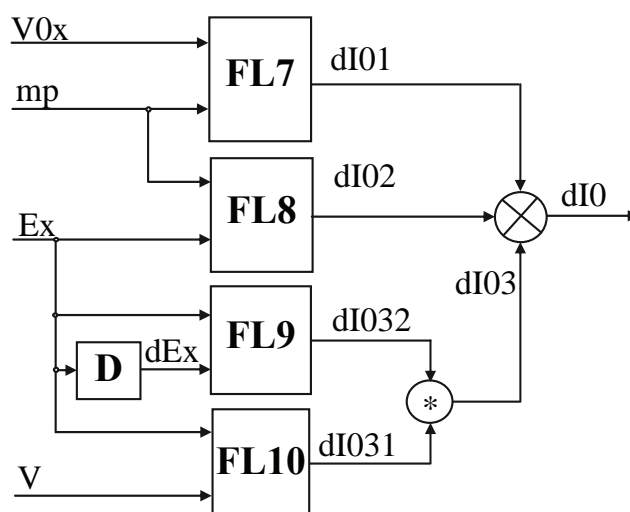 V0x
FL7
dI01
mp
FL8
dI02
dI0
Ex
dI03
FL9
dI032
D
dEx
*
FL10
dI031
V